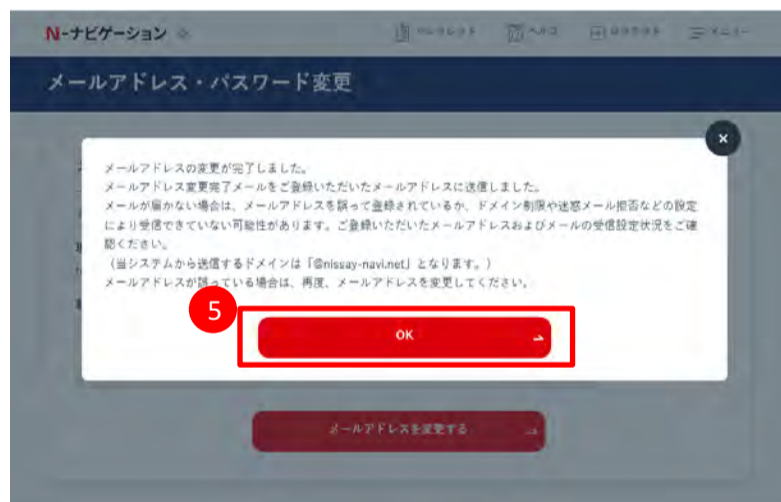 N-ナビゲーション
ヘルプ
ログアウト
メニュー
メールアドレス・パスワード変更
メールアドレスの変更が完了しました。
メールアドレス変更完了メールをご登録いただいたメールアドレスに送信しました。
メールが届かない場合は、メールアドレスを誤って登録されているか、ドメイン制限や迷惑メール拒否などの設定
により受信できていない可能性があります。ご登録いただいたメールアドレスおよびメールの受信設定状況をご確
認ください。
（当システムから送信するドメインは「@nissay-navi.net」となります。）
メールアドレスが誤っている場合は、再度、メールアドレスを変更してください。
5
OK
メールアドレスを変更する